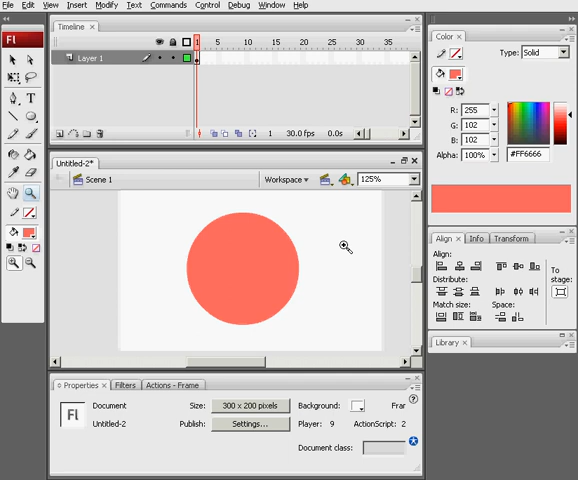 File Edit View Insert Modify Text Commands Control Debug Window Help
Fl
Timeline ×
1 5 10 15 20 25 30 35
Layer 1
1 30.0 fps 0.0s
Untitled-2*
Scene 1 Workspace 125%
Color ×
Type: Solid
R: 255
G: 102
B: 102
Alpha: 100% #FF6666
Align × Info Transform
Align:
To stage:
Distribute:
Match size: Space:
Library ×
Properties × Filters Actions - Frame
Fl
Document Size: 300 x 200 pixels Background: Frar
Untitled-2 Publish: Settings... Player: 9 ActionScript: 2
Document class: